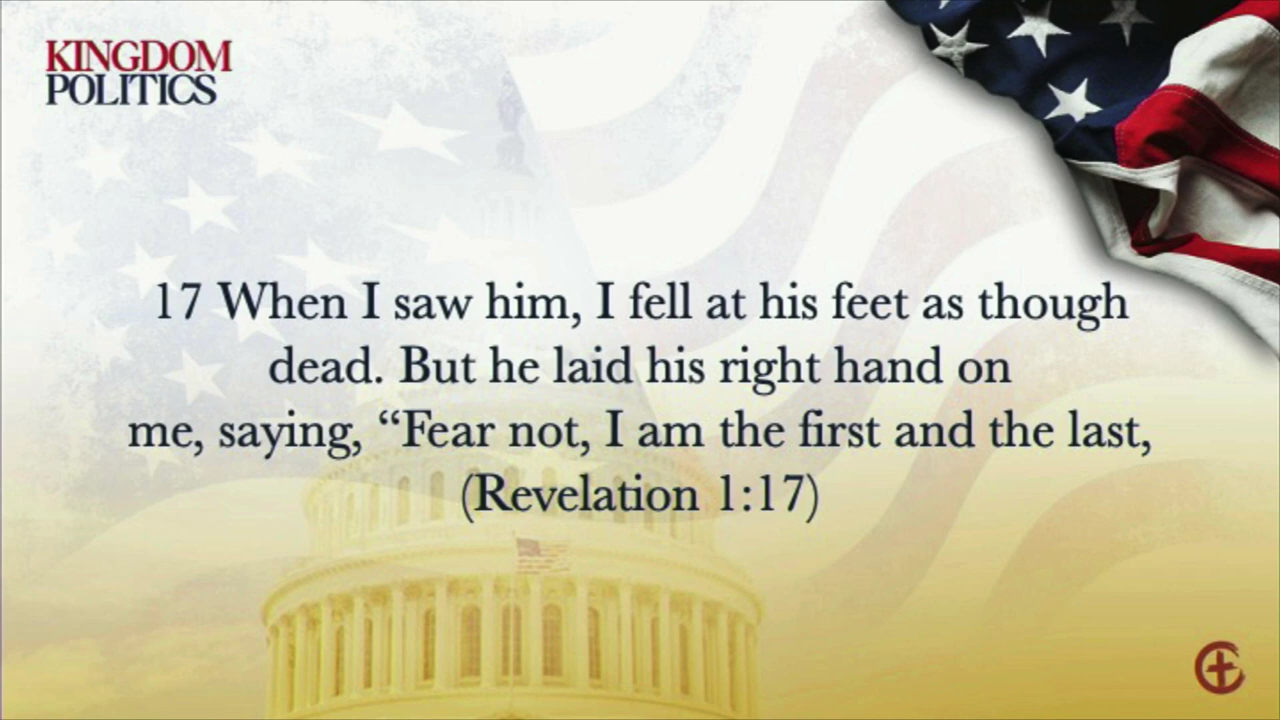 KINGDOM
POLITICS
17 When I saw him, I fell at his feet as though
dead. But he laid his right hand on
me, saying, “Fear not, I am the first and the last,
(Revelation 1:17)